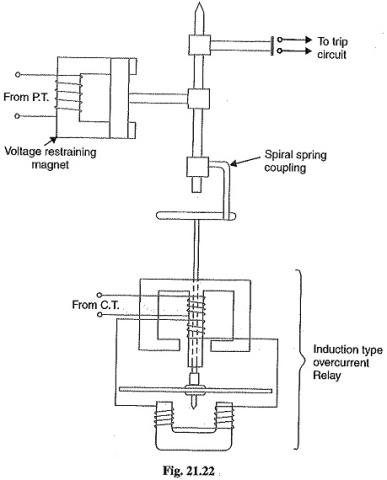 To trip
circuit
From P.T.
Voltage restraining
magnet
Spiral spring
coupling
From C.T.
Induction type
overcurrent
Relay
Fig. 21.22